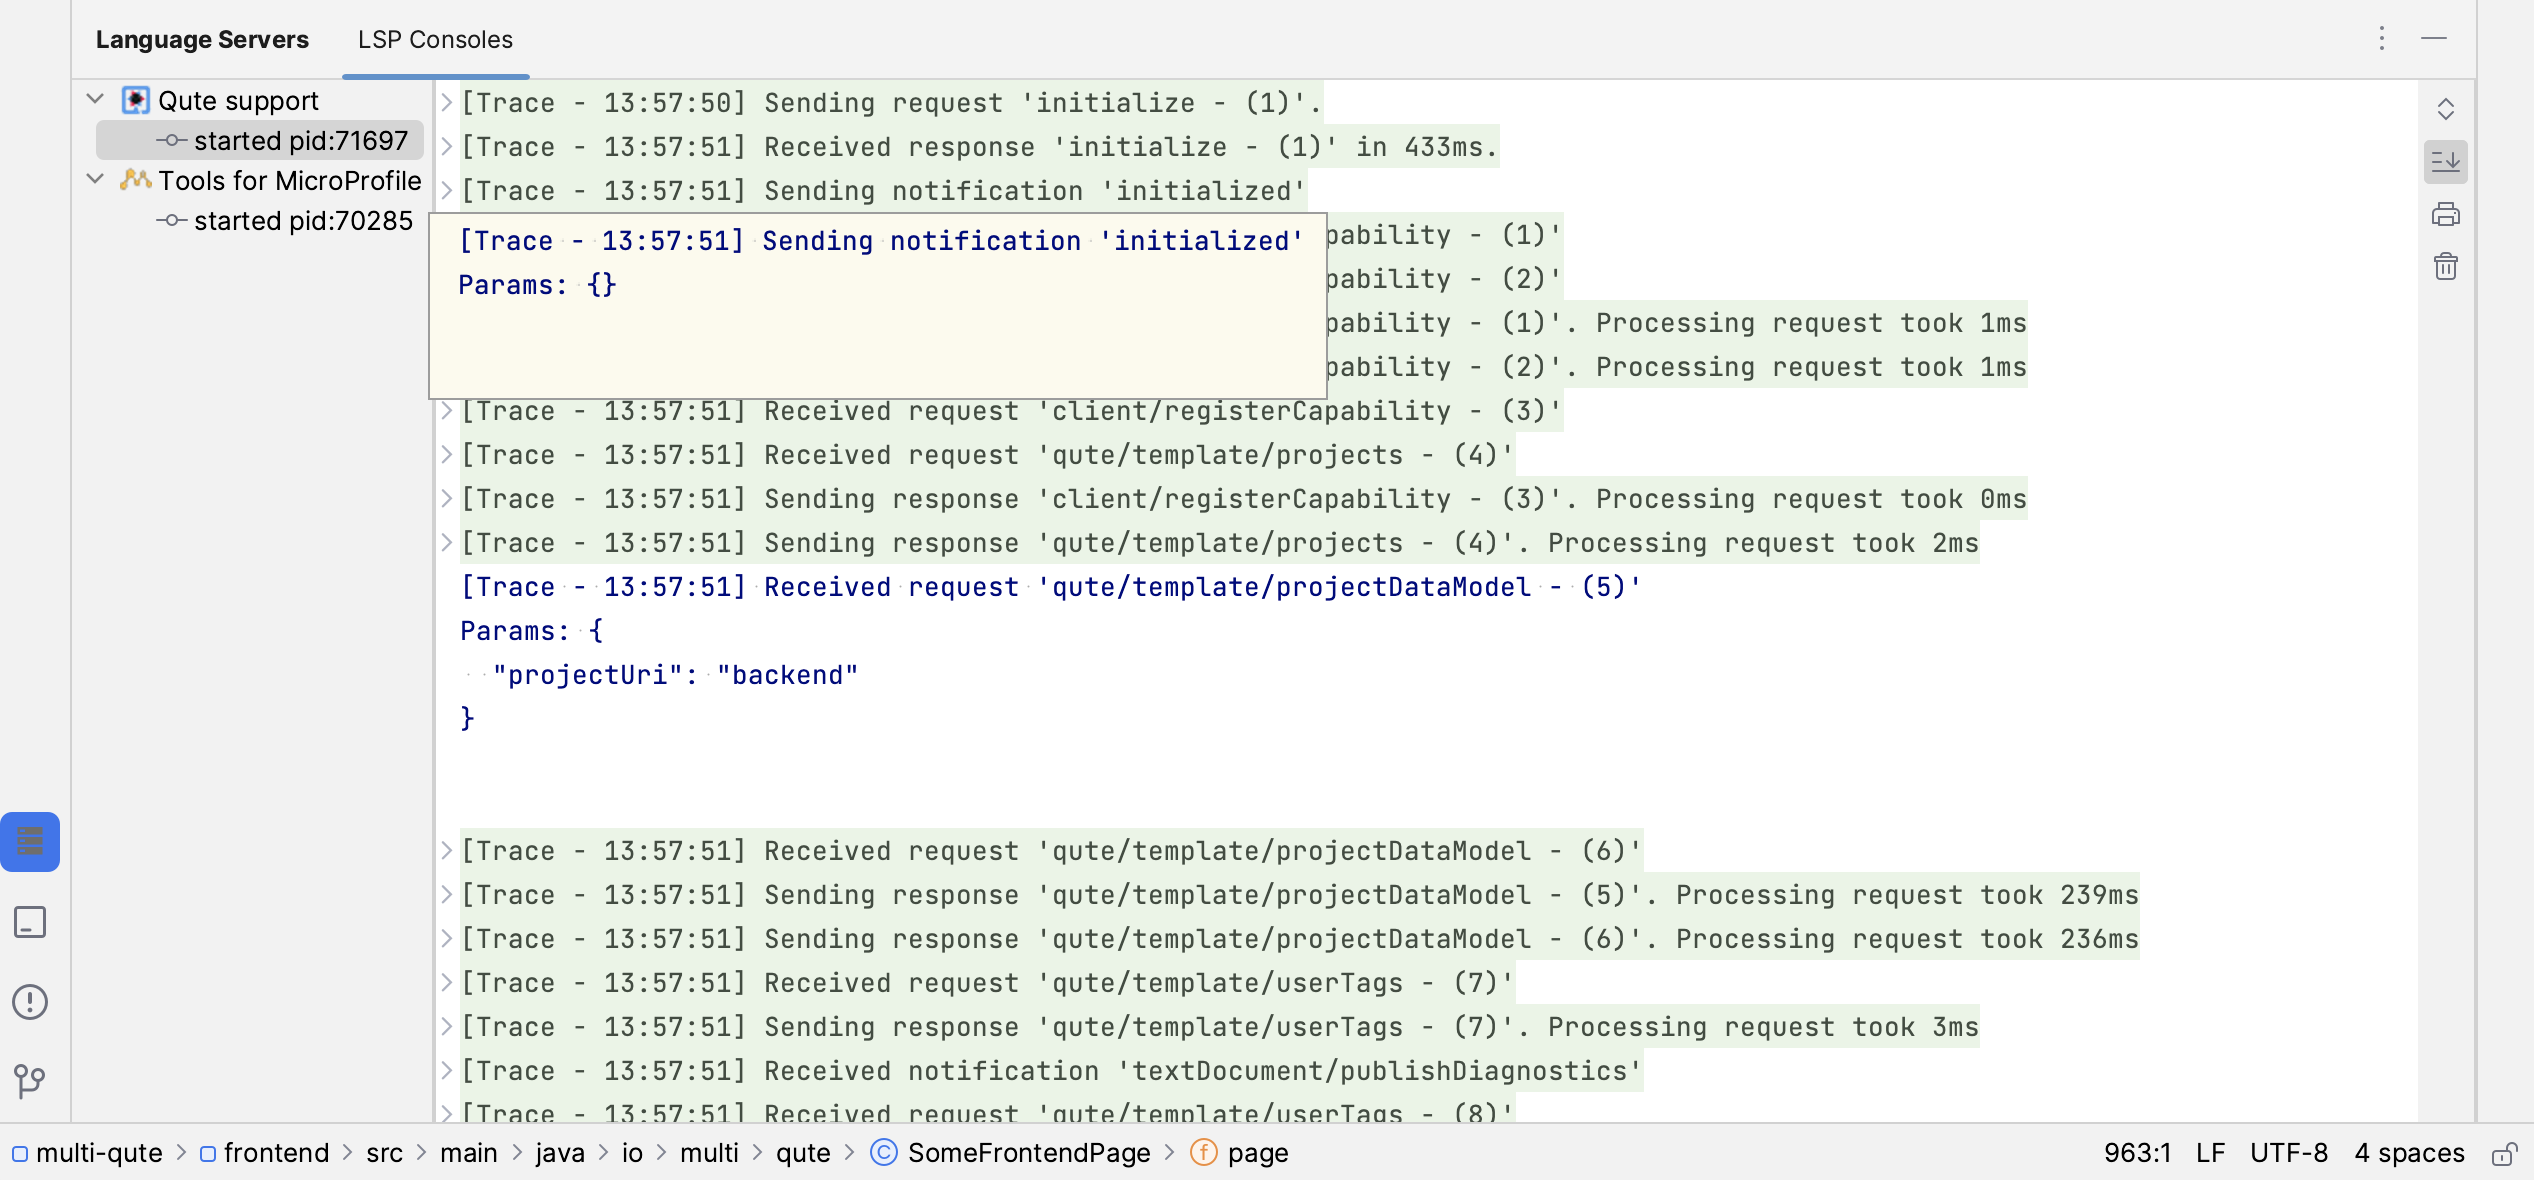 Language Servers LSP Consoles
Qute support
started pid:71697
Tools for MicroProfile
started pid:70285
[Trace - 13:57:50] Sending request 'initialize - (1)'.
[Trace - 13:57:51] Received response 'initialize - (1)' in 433ms.
[Trace - 13:57:51] Sending notification 'initialized'
[Trace - 13:57:51] Sending notification 'initialized'
Params: {}
pability - (1)'
pability - (2)'
pability - (1)'. Processing request took 1ms
pability - (2)'. Processing request took 1ms
[Trace - 13:57:51] Received request 'client/registerCapability - (3)'
[Trace - 13:57:51] Received request 'qute/template/projects - (4)'
[Trace - 13:57:51] Sending response 'client/registerCapability - (3)'. Processing request took 0ms
[Trace - 13:57:51] Sending response 'qute/template/projects - (4)'. Processing request took 2ms
[Trace - 13:57:51] Received request 'qute/template/projectDataModel - (5)'
Params: {
  "projectUri": "backend"
}
[Trace - 13:57:51] Received request 'qute/template/projectDataModel - (6)'
[Trace - 13:57:51] Sending response 'qute/template/projectDataModel - (5)'. Processing request took 239ms
[Trace - 13:57:51] Sending response 'qute/template/projectDataModel - (6)'. Processing request took 236ms
[Trace - 13:57:51] Received request 'qute/template/userTags - (7)'
[Trace - 13:57:51] Sending response 'qute/template/userTags - (7)'. Processing request took 3ms
[Trace - 13:57:51] Received notification 'textDocument/publishDiagnostics'
[Trace - 13:57:51] Received request 'qute/template/userTags - (8)'
multi-qute > frontend > src > main > java > io > multi > qute > SomeFrontendPage > page 963:1 LF UTF-8 4 spaces